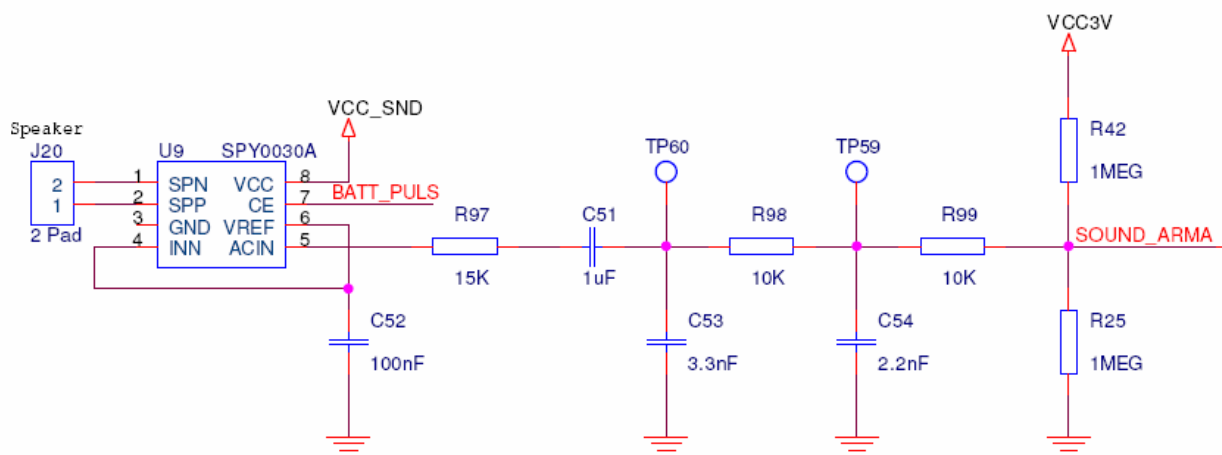 VCC3V
VCC_SND
Speaker
J20
U9
SPY0030A
TP60
TP59
R42
1MEG
2
1
1
2
3
4
SPN
SPP
GND
INN
VCC
CE
VREF
ACIN
8
7
6
5
BATT_PULS
2 Pad
R97
15K
C51
1uF
R98
10K
R99
10K
SOUND_ARMA
C52
100nF
C53
3.3nF
C54
2.2nF
R25
1MEG